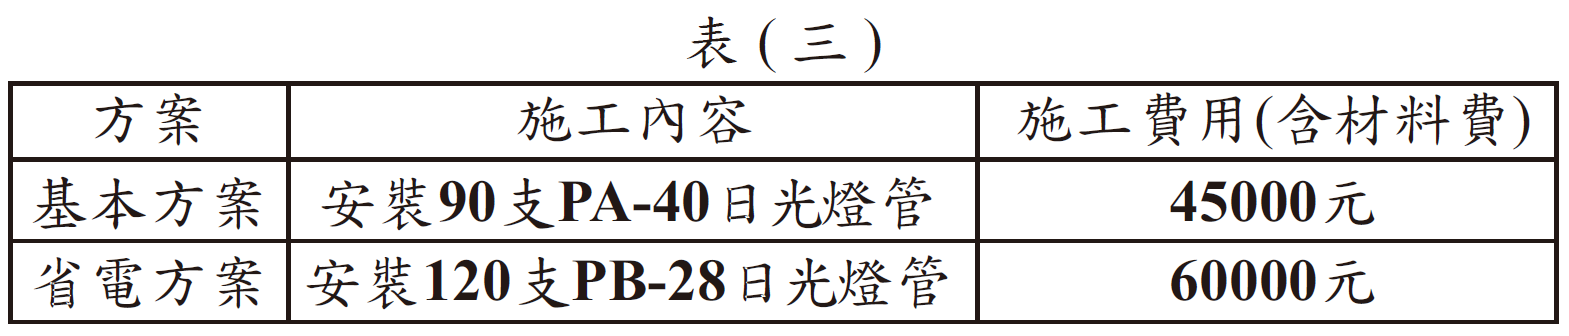 表(三)
方案 施工內容 施工費用(含材料費)
基本方案 安裝90支PA-40日光燈管 45000元
省電方案 安裝120支PB-28日光燈管 60000元